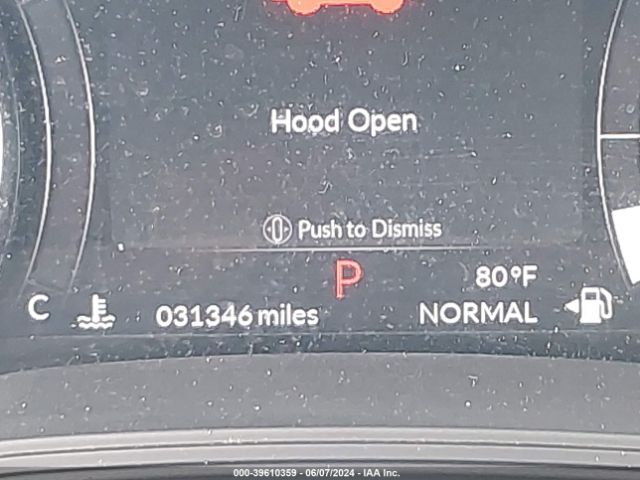 Hood Open
Push to Dismiss
P
80°F
C
031346 miles
NORMAL
000-39610359 - 06/07/2024 - IAA Inc.